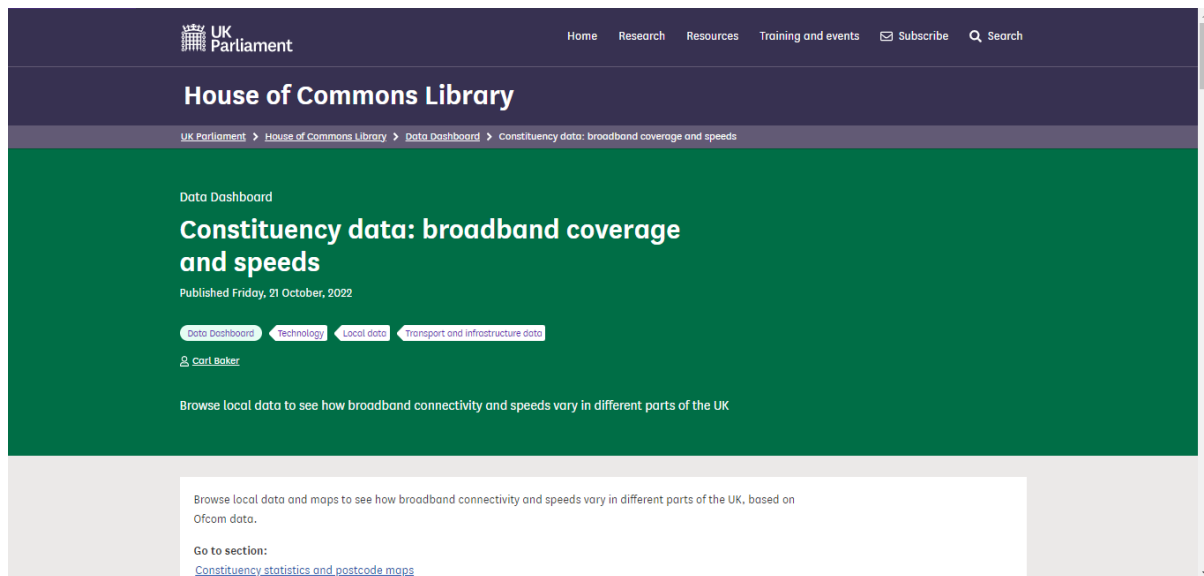 UK
Parliament
Home Research Resources Training and events Subscribe Search
House of Commons Library
UK Parliament > House of Commons Library > Data Dashboard > Constituency data: broadband coverage and speeds
Data Dashboard
Constituency data: broadband coverage
and speeds
Published Friday, 21 October, 2022
Data Dashboard Technology Local data Transport and infrastructure data
Carl Baker
Browse local data to see how broadband connectivity and speeds vary in different parts of the UK
Browse local data and maps to see how broadband connectivity and speeds vary in different parts of the UK, based on
Ofcom data.
Go to section:
Constituency statistics and postcode maps